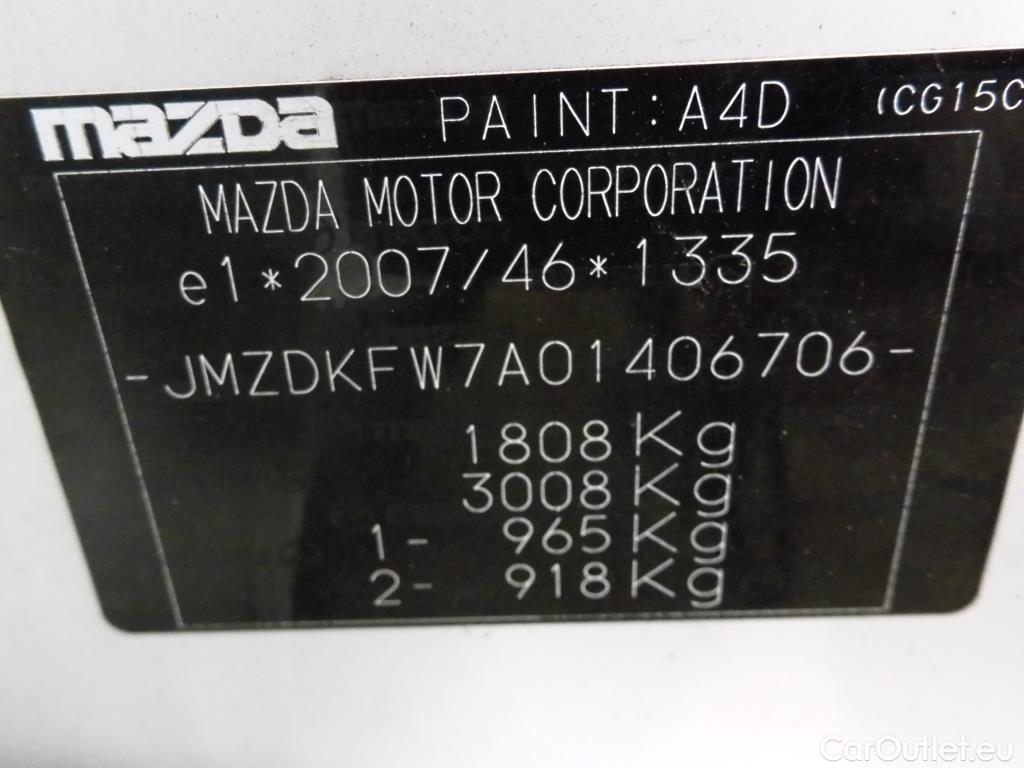 mazda PAINT: A4D (CG15C
MAZDA MOTOR CORPORATION
e1*2007/46*1335
-JMZDKFW7A01406706-
1808Kg
3008Kg
1- 965Kg
2- 918Kg
CarOutlet.eu